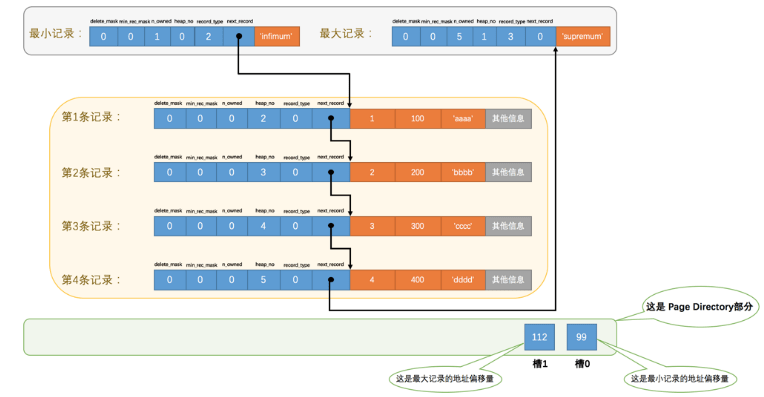 delete_mask min_rec_mask n_owned heap_no record_type next_record
最小记录： 0 0 1 0 2 'infimum'
delete_mask min_rec_mask n_owned heap_no record_type next_record
最大记录： 0 0 5 1 3 0 'supremum'
delete_mask min_rec_mask n_owned heap_no record_type next_record
第1条记录： 0 0 0 2 0 1 100 'aaaa' 其他信息
delete_mask min_rec_mask n_owned heap_no record_type next_record
第2条记录： 0 0 0 3 0 2 200 'bbbb' 其他信息
delete_mask min_rec_mask n_owned heap_no record_type next_record
第3条记录： 0 0 0 4 0 3 300 'cccc' 其他信息
delete_mask min_rec_mask n_owned heap_no record_type next_record
第4条记录： 0 0 0 5 0 4 400 'dddd' 其他信息
这是 Page Directory部分
112 99
槽1 槽0
这是最大记录的地址偏移量
这是最小记录的地址偏移量